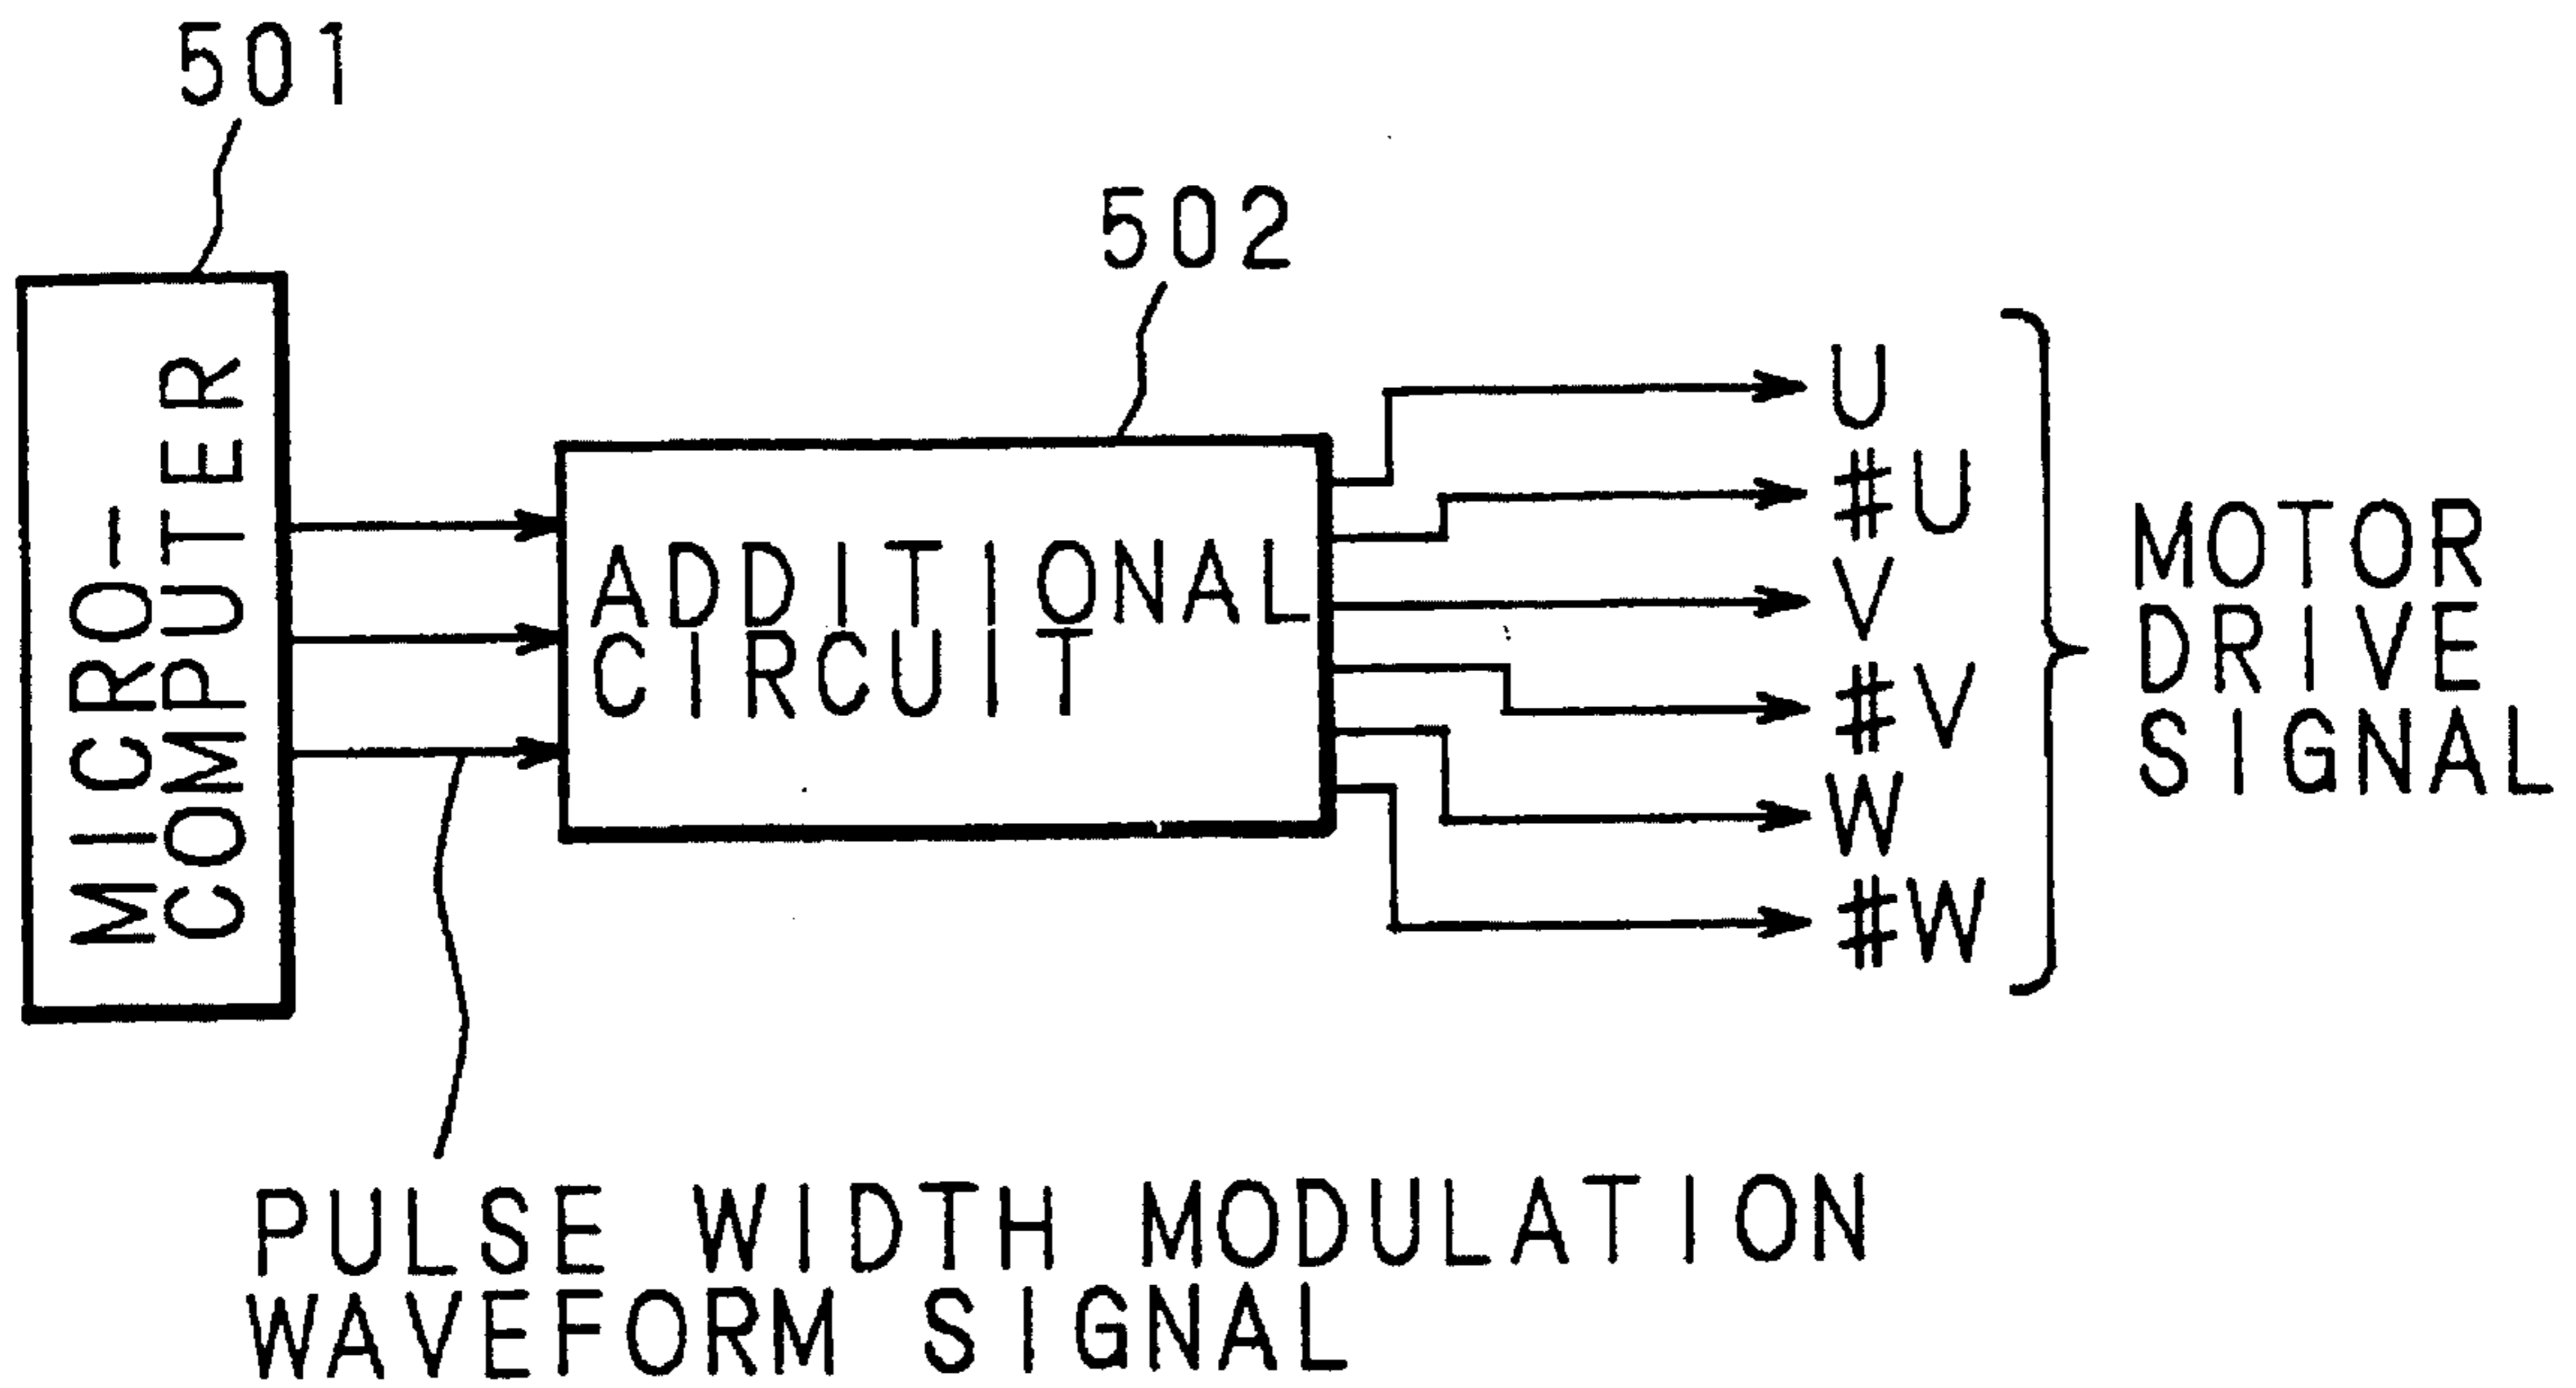 501
502
MICRO-
COMPUTER
ADDITIONAL
CIRCUIT
U
#U
V
#V
W
#W
MOTOR
DRIVE
SIGNAL
PULSE WIDTH MODULATION
WAVEFORM SIGNAL